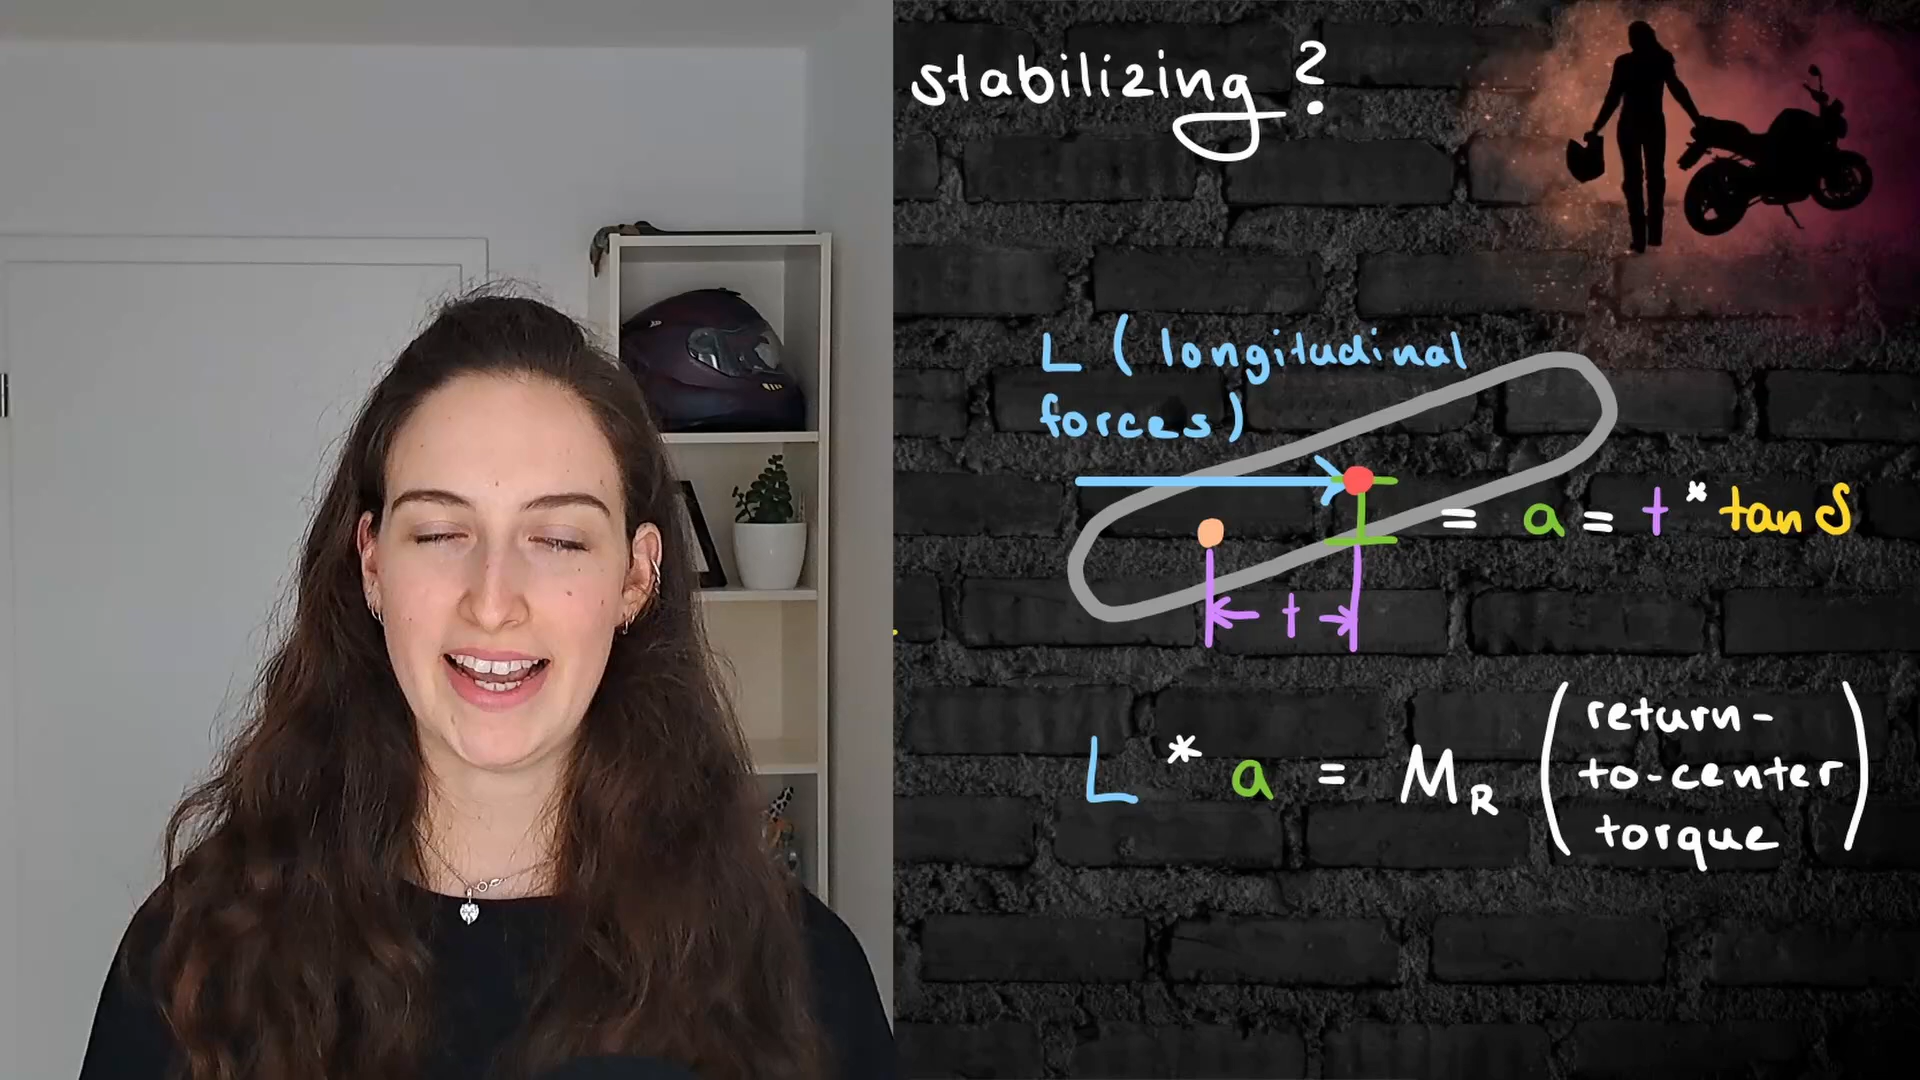 stabilizing?
L (longitudinal
forces)
= a = t * tan δ
t
L * a = M_R (return-
to-center
torque)